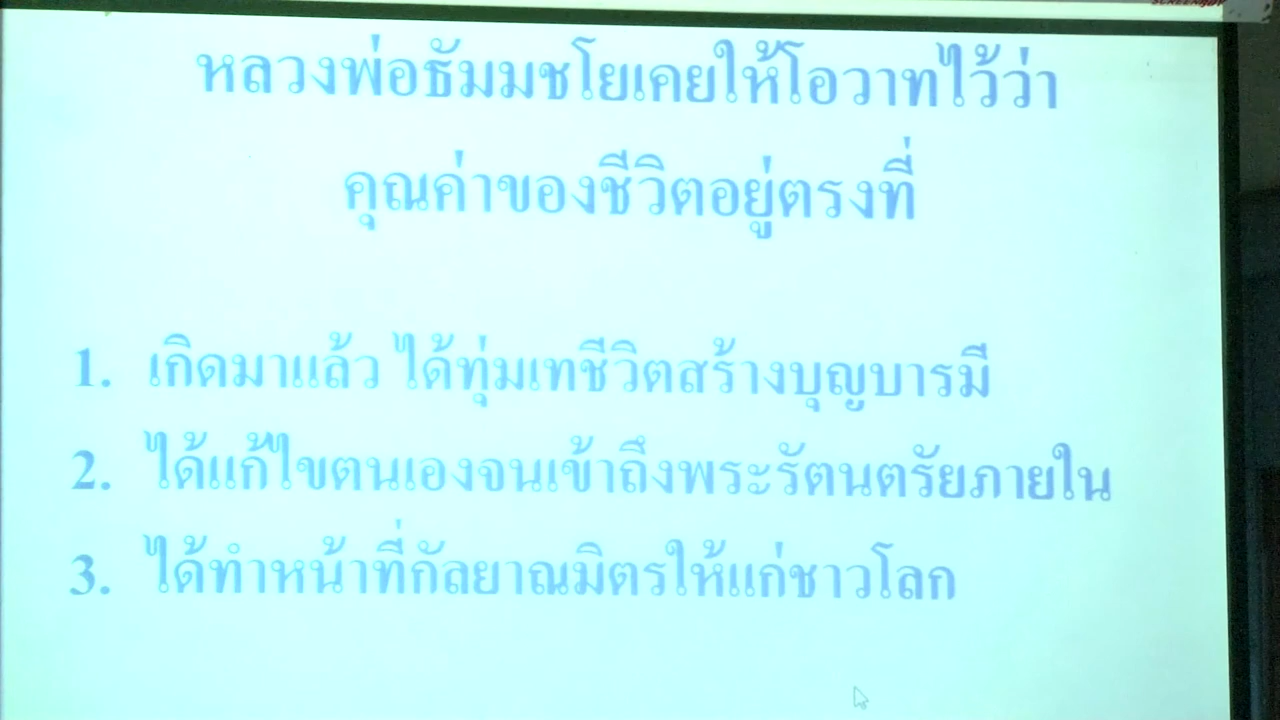 หลวงพ่อธัมมชโยเคยให้โอวาทไว้ว่า
คุณค่าของชีวิตอยู่ตรงที่
1. เกิดมาแล้ว ได้ทุ่มเทชีวิตสร้างบุญบารมี
2. ได้แก้ไขตนเองจนเข้าถึงพระรัตนตรัยภายใน
3. ได้ทำหน้าที่กัลยาณมิตรให้แก่ชาวโลก